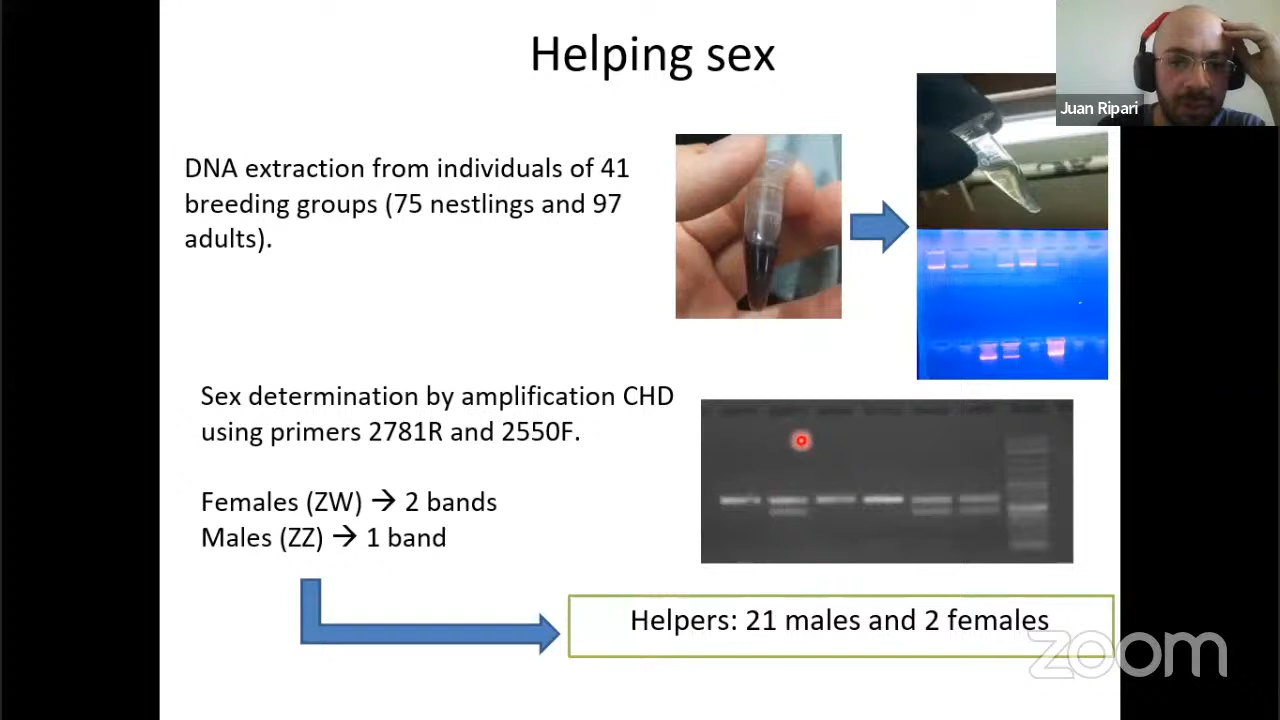 Helping sex
Juan Ripari
DNA extraction from individuals of 41
breeding groups (75 nestlings and 97
adults).
Sex determination by amplification CHD
using primers 2781R and 2550F.
Females (ZW) → 2 bands
Males (ZZ) → 1 band
Helpers: 21 males and 2 females
zoom